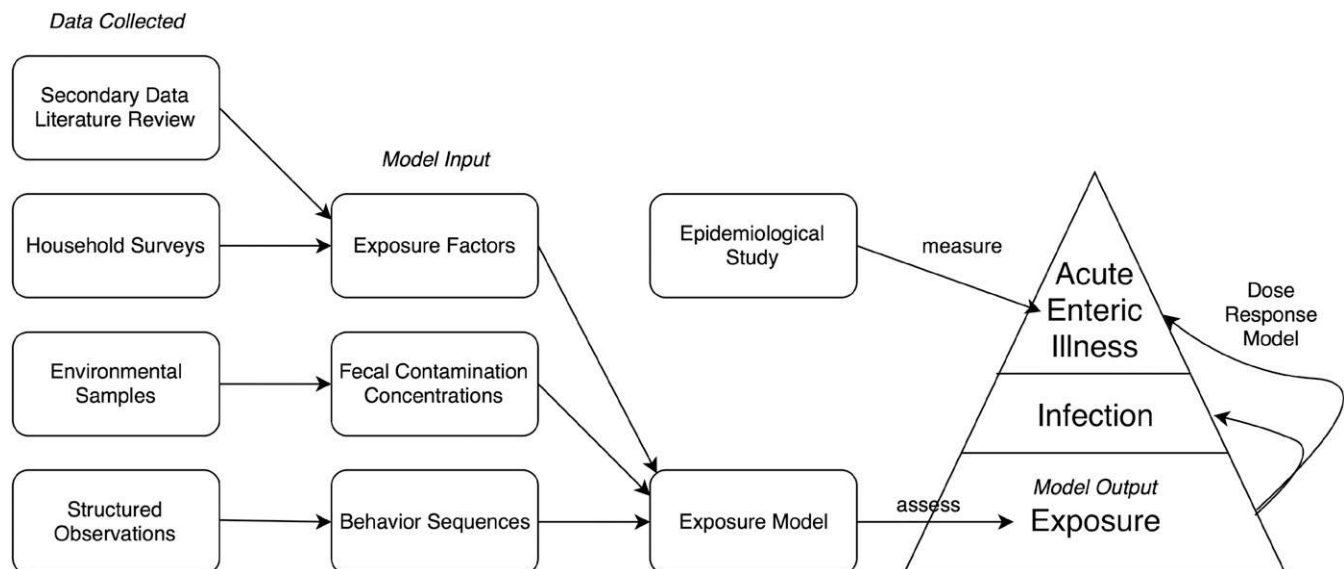 Data Collected
Secondary Data
Literature Review
Household Surveys
Environmental
Samples
Structured
Observations
Model Input
Exposure Factors
Fecal Contamination
Concentrations
Behavior Sequences
Epidemiological
Study
Exposure Model
measure
assess
Acute
Enteric
Illness
Infection
Model Output
Exposure
Dose
Response
Model